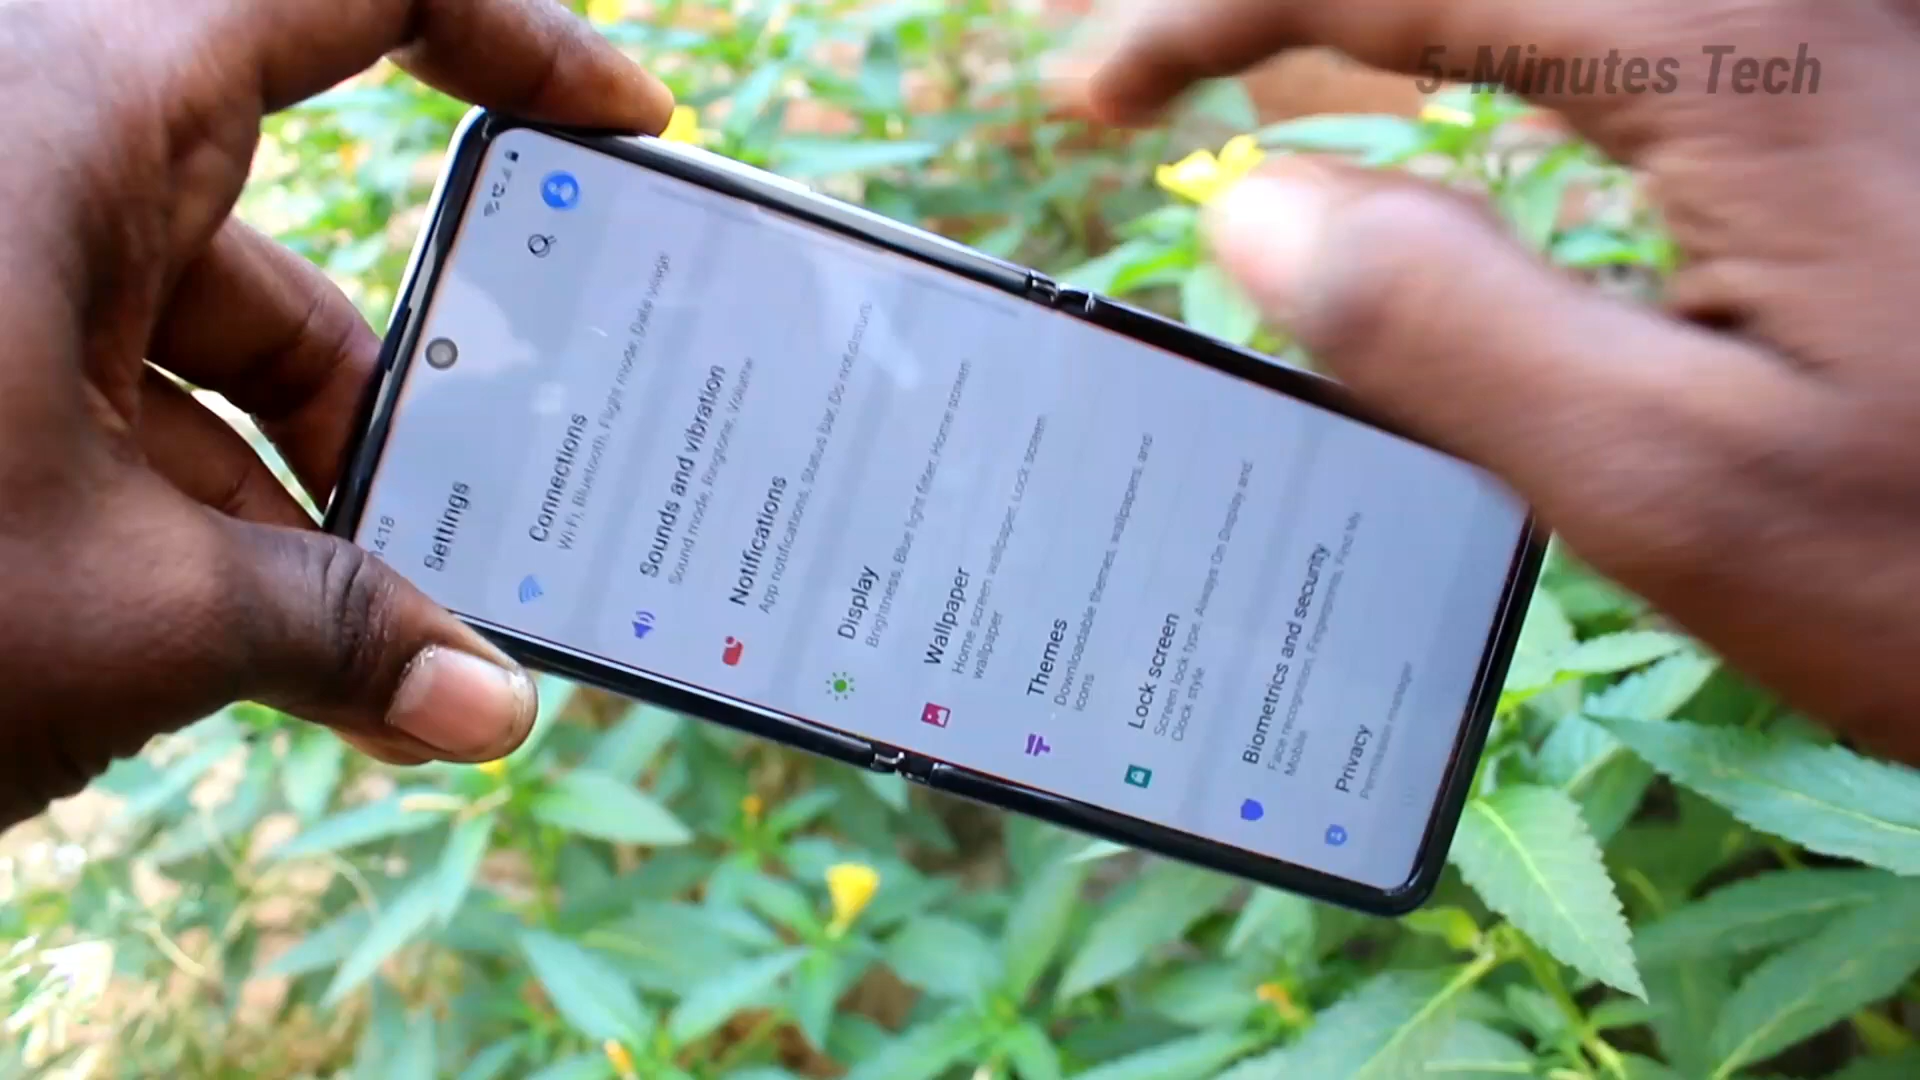 5-Minutes Tech
14:18
Settings
Connections
Wi-Fi, Bluetooth, Flight mode, Data usage
Sounds and vibration
Sound mode, Ringtone, Volume
Notifications
App notifications, Status bar, Do not disturb
Display
Brightness, Blue light filter, Home screen
Wallpaper
Home screen wallpaper, Lock screen
wallpaper
Themes
Downloadable themes, wallpapers, and
icons
Lock screen
Screen lock type, Always On Display and
Clock style
Biometrics and security
Face recognition, Fingerprints, Find My
Mobile
Privacy
Permission manager